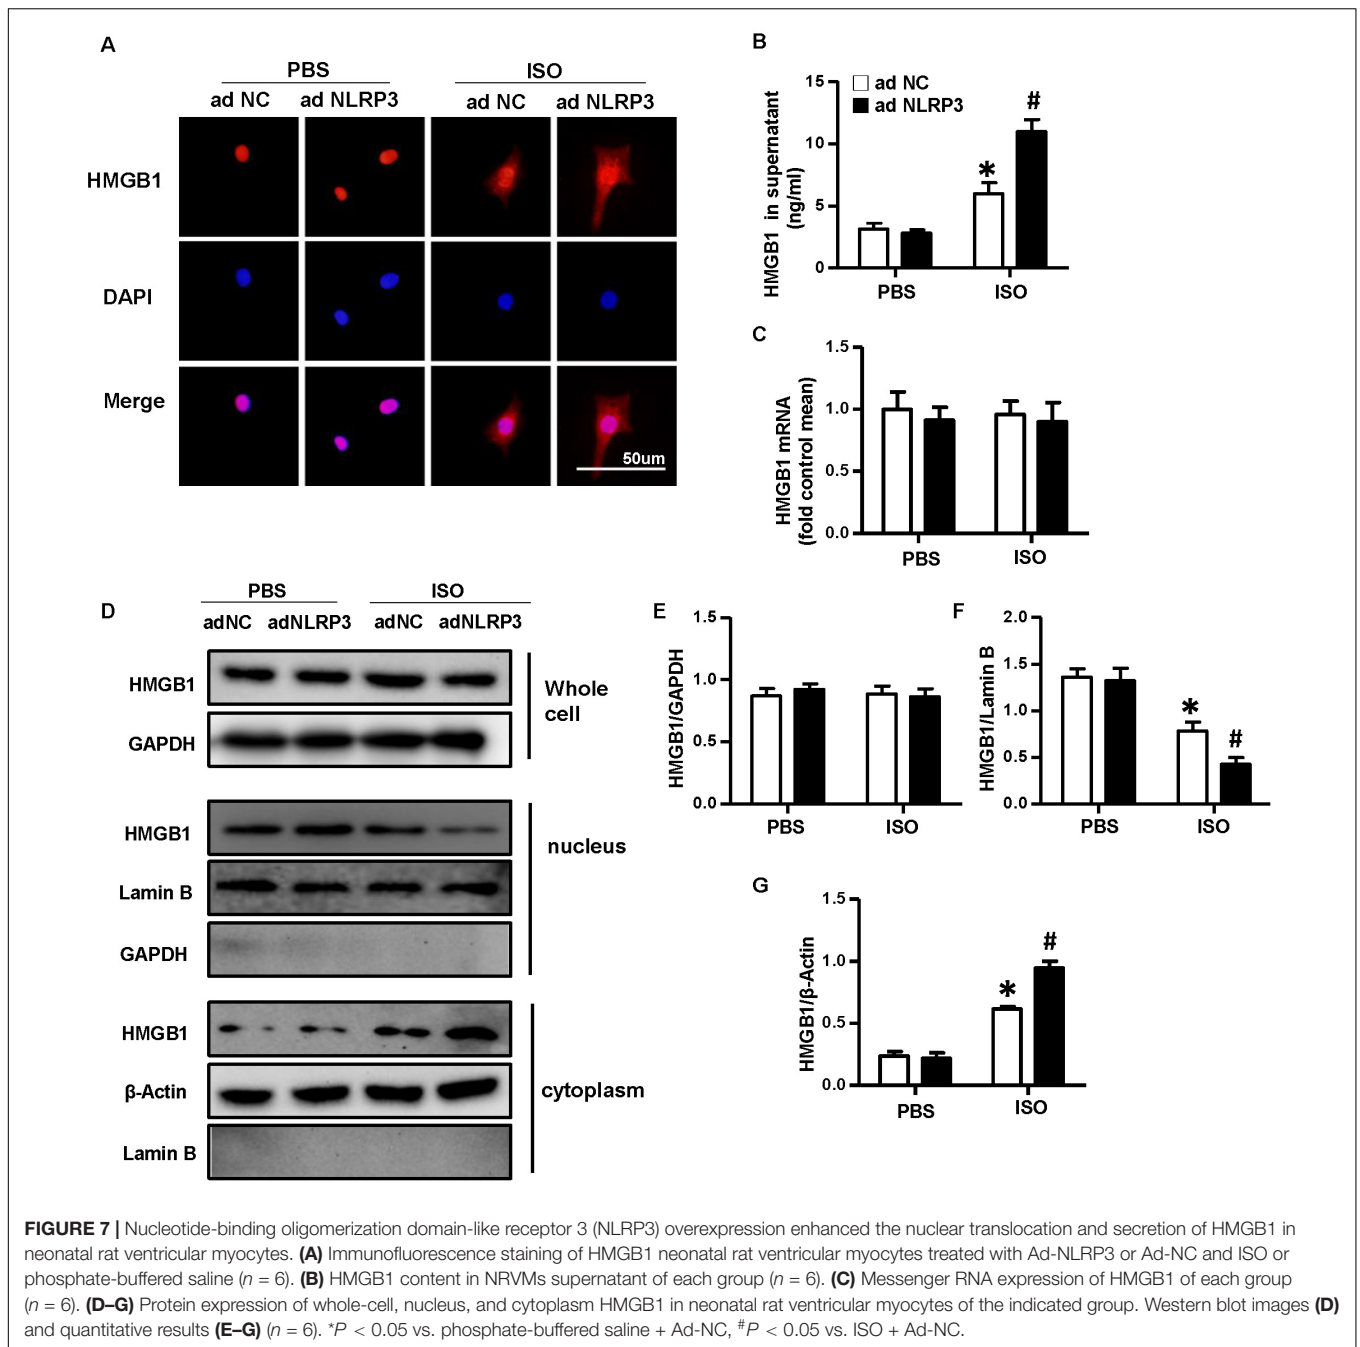 A
PBS
ISO
ad NC
ad NLRP3
ad NC
ad NLRP3
HMGB1
DAPI
Merge
50um
B
HMGB1 in supernatant
(ng/ml)
15
10
5
0
ad NC
ad NLRP3
*
#
PBS
ISO
C
HMGB1 mRNA
(fold control mean)
1.5
1.0
0.5
0.0
PBS
ISO
D
PBS
ISO
adNC
adNLRP3
adNC
adNLRP3
HMGB1
GAPDH
Whole
cell
HMGB1
Lamin B
GAPDH
nucleus
HMGB1
β-Actin
Lamin B
cytoplasm
E
HMGB1/GAPDH
1.5
1.0
0.5
0.0
PBS
ISO
F
HMGB1/Lamin B
2.0
1.5
1.0
0.5
0.0
*
#
PBS
ISO
G
HMGB1/β-Actin
1.5
1.0
0.5
0.0
*
#
PBS
ISO
FIGURE 7 | Nucleotide-binding oligomerization domain-like receptor 3 (NLRP3) overexpression enhanced the nuclear translocation and secretion of HMGB1 in
neonatal rat ventricular myocytes. (A) Immunofluorescence staining of HMGB1 neonatal rat ventricular myocytes treated with Ad-NLRP3 or Ad-NC and ISO or
phosphate-buffered saline (n = 6). (B) HMGB1 content in NRVMs supernatant of each group (n = 6). (C) Messenger RNA expression of HMGB1 of each group
(n = 6). (D–G) Protein expression of whole-cell, nucleus, and cytoplasm HMGB1 in neonatal rat ventricular myocytes of the indicated group. Western blot images (D)
and quantitative results (E–G) (n = 6). *P < 0.05 vs. phosphate-buffered saline + Ad-NC, #P < 0.05 vs. ISO + Ad-NC.